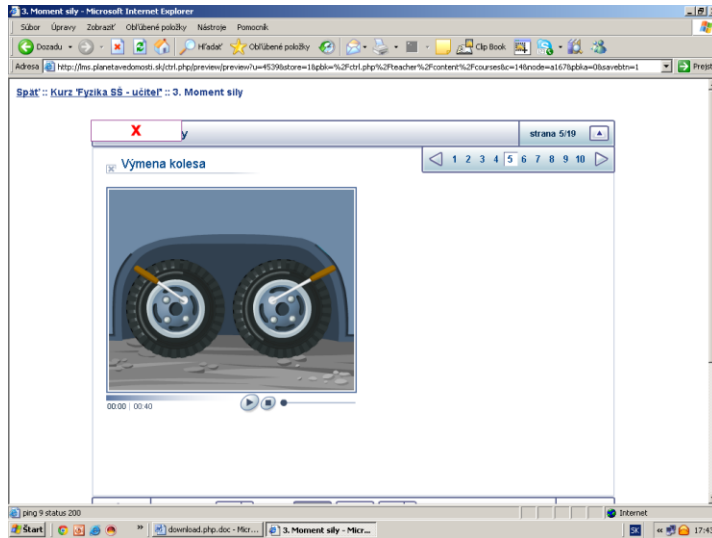 3. Moment sily - Microsoft Internet Explorer
Súbor Úpravy Zobraziť Obľúbené položky Nástroje Pomocník
Dozadu Hľadať Obľúbené položky Clip Book
Adresa http://lms.planetavedomosti.sk/ctrl.php/preview/preview?u=4539&store=1&pbk=%2Fctrl.php%2Fteacher%2Fcontent%2Fcourses&c=14&node=a167&pbka=0&savebtn=1 Prejsť
Späť :: Kurz 'Fyzika SŠ - učiteľ' :: 3. Moment sily
X y strana 5/19
1 2 3 4 5 6 7 8 9 10
Výmena kolesa
00:00 | 00:40
ping 9 status 200 Internet
Štart download.php.doc - Micr... 3. Moment sily - Micr... SK 17:43